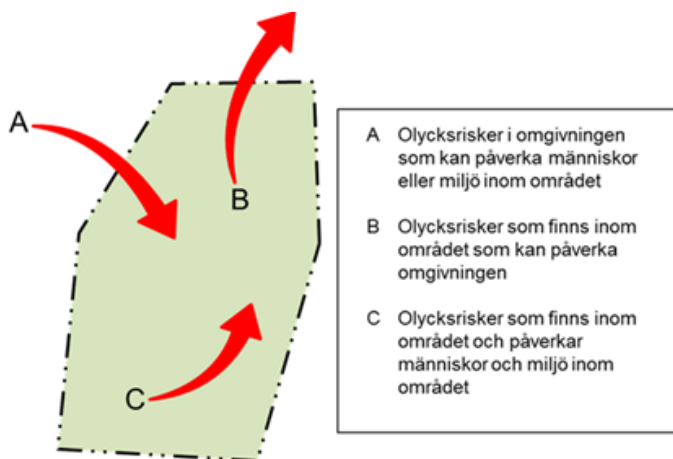 A
B
C
A Olycksrisker i omgivningen
som kan påverka människor
eller miljö inom området
B Olycksrisker som finns inom
området som kan påverka
omgivningen
C Olycksrisker som finns inom
området och påverkar
människor och miljö inom
området